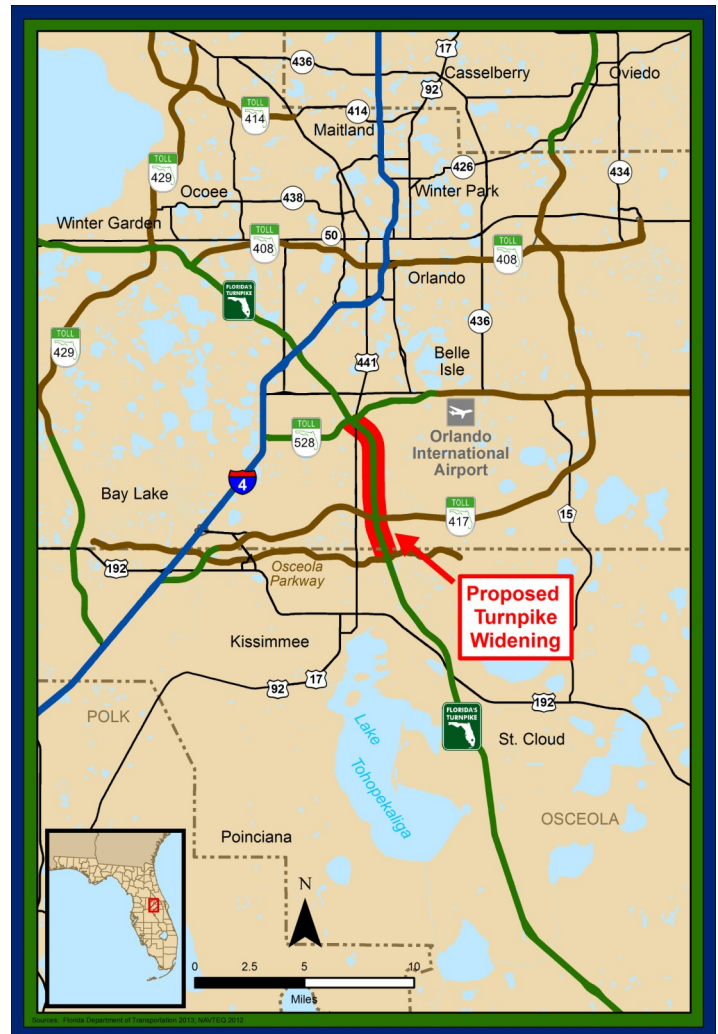 17
436
Casselberry
Oviedo
92
TOLL
414
414
Maitland
TOLL
429
426
434
Ocoee
438
Winter Park
Winter Garden
50
TOLL
408
TOLL
408
Orlando
FLORIDA'S
TURNPIKE
436
TOLL
429
441
Belle
Isle
TOLL
528
Orlando
International
Airport
4
Bay Lake
TOLL
417
15
192
Osceola
Parkway
Proposed
Turnpike
Widening
Kissimmee
17
92
192
POLK
FLORIDA'S
TURNPIKE
St. Cloud
Lake
Tohopekaliga
OSCEOLA
Poinciana
N
0 2.5 5 10
Miles
Sources: Florida Department of Transportation 2013; NAVTEQ 2012